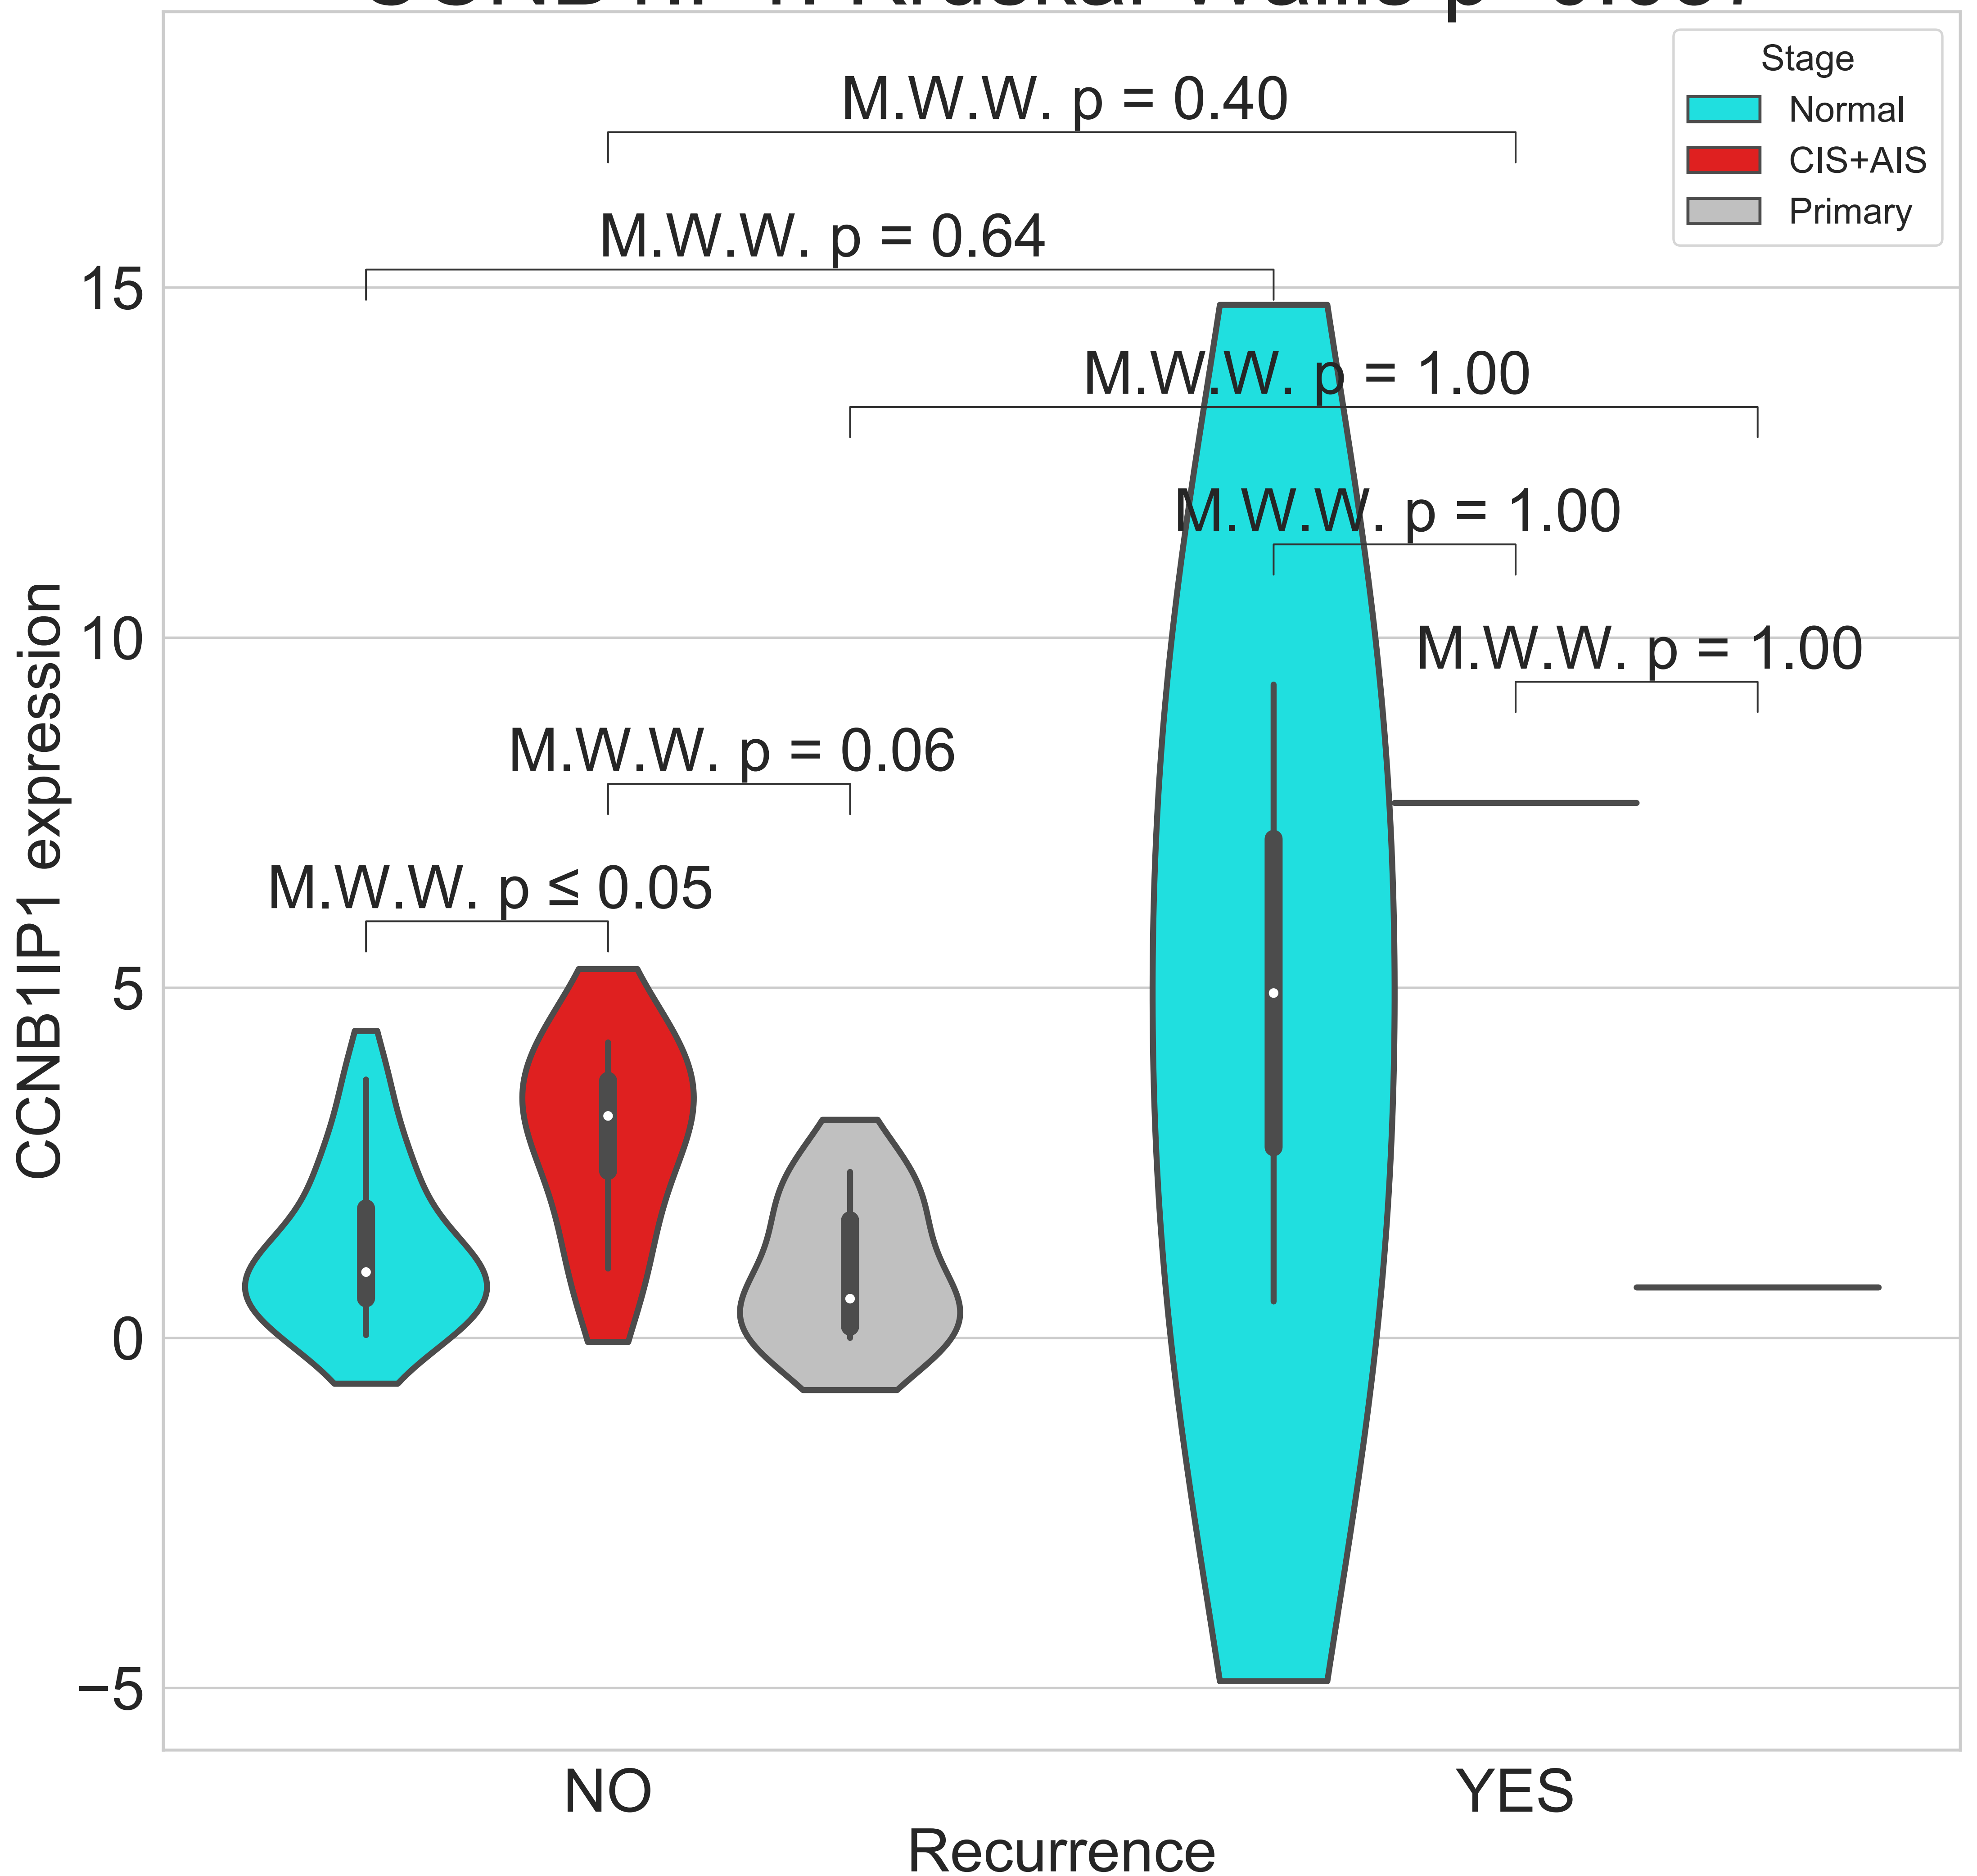 Stage
Normal
CIS+AIS
Primary
M.W.W. p = 0.40
M.W.W. p = 0.64
15
M.W.W. p = 1.00
M.W.W. p = 1.00
10
M.W.W. p = 1.00
M.W.W. p = 0.06
M.W.W. p ≤ 0.05
5
0
−5
CCNB1IP1 expression
NO
YES
Recurrence